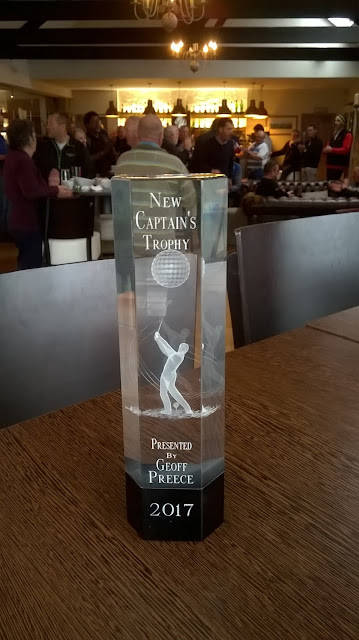 New
Captain's
Trophy
Presented
By
Geoff
Preece
2017